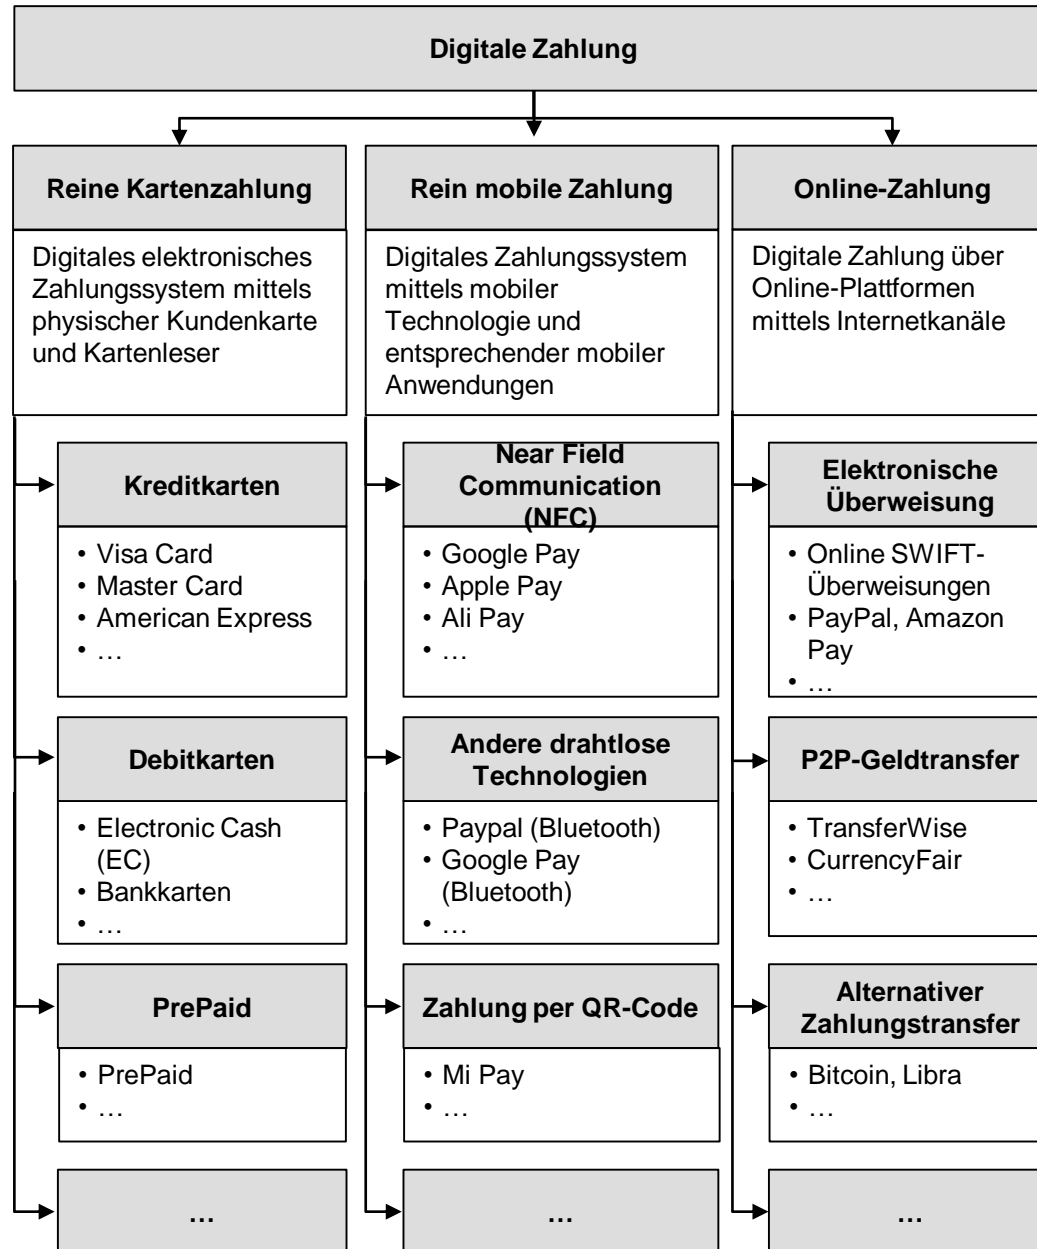 Digitale Zahlung
Reine Kartenzahlung
Digitales elektronisches
Zahlungssystem mittels
physischer Kundenkarte
und Kartenleser
Kreditkarten
• Visa Card
• Master Card
• American Express
• …
Debitkarten
• Electronic Cash
(EC)
• Bankkarten
• …
PrePaid
• PrePaid
• …
…
Rein mobile Zahlung
Digitales Zahlungssystem
mittels mobiler
Technologie und
entsprechender mobiler
Anwendungen
Near Field
Communication
(NFC)
• Google Pay
• Apple Pay
• Ali Pay
• …
Andere drahtlose
Technologien
• Paypal (Bluetooth)
• Google Pay
(Bluetooth)
• …
Zahlung per QR-Code
• Mi Pay
• …
…
Online-Zahlung
Digitale Zahlung über
Online-Plattformen
mittels Internetkanäle
Elektronische
Überweisung
• Online SWIFT-
Überweisungen
• PayPal, Amazon
Pay
• …
P2P-Geldtransfer
• TransferWise
• CurrencyFair
• …
Alternativer
Zahlungstransfer
• Bitcoin, Libra
• …
…